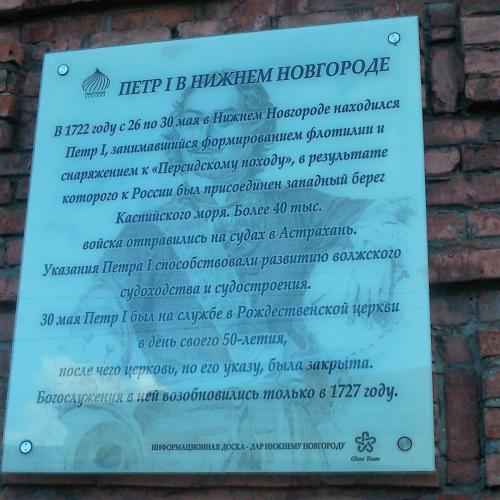 ПЕТР I В НИЖНЕМ НОВГОРОДЕ
В 1722 году с 26 по 30 мая в Нижнем Новгороде находился
Петр I, занимавшийся формированием флотилии и
снаряжением к «Персидскому походу», в результате
которого к России был присоединен западный берег
Каспийского моря. Более 40 тыс.
войска отправились на судах в Астрахань.
Указания Петра I способствовали развитию волжского
судоходства и судостроения.
30 мая Петр I был на службе в Рождественской церкви
в день своего 50-летия,
после чего церковь, по его указу, была закрыта.
Богослужения в ней возобновились только в 1727 году.
ИНФОРМАЦИОННАЯ ДОСКА - ДАР НИЖНЕМУ НОВГОРОДУ
Glass Team